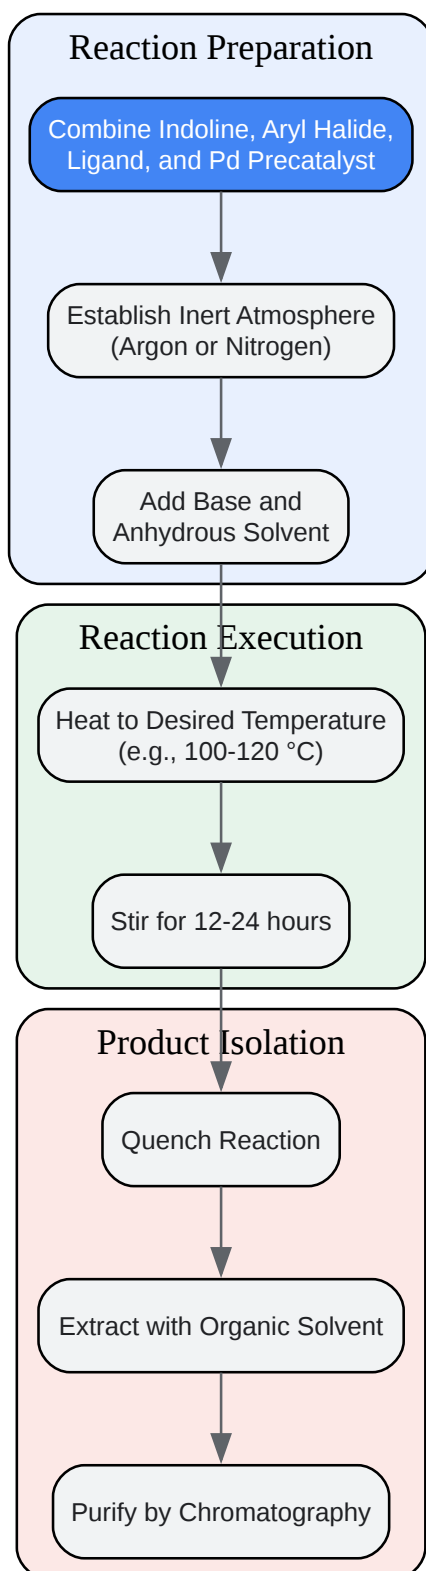 Reaction Preparation
Combine Indoline, Aryl Halide,
Ligand, and Pd Precatalyst
Establish Inert Atmosphere
(Argon or Nitrogen)
Add Base and
Anhydrous Solvent
Reaction Execution
Heat to Desired Temperature
(e.g., 100-120 °C)
Stir for 12-24 hours
Product Isolation
Quench Reaction
Extract with Organic Solvent
Purify by Chromatography